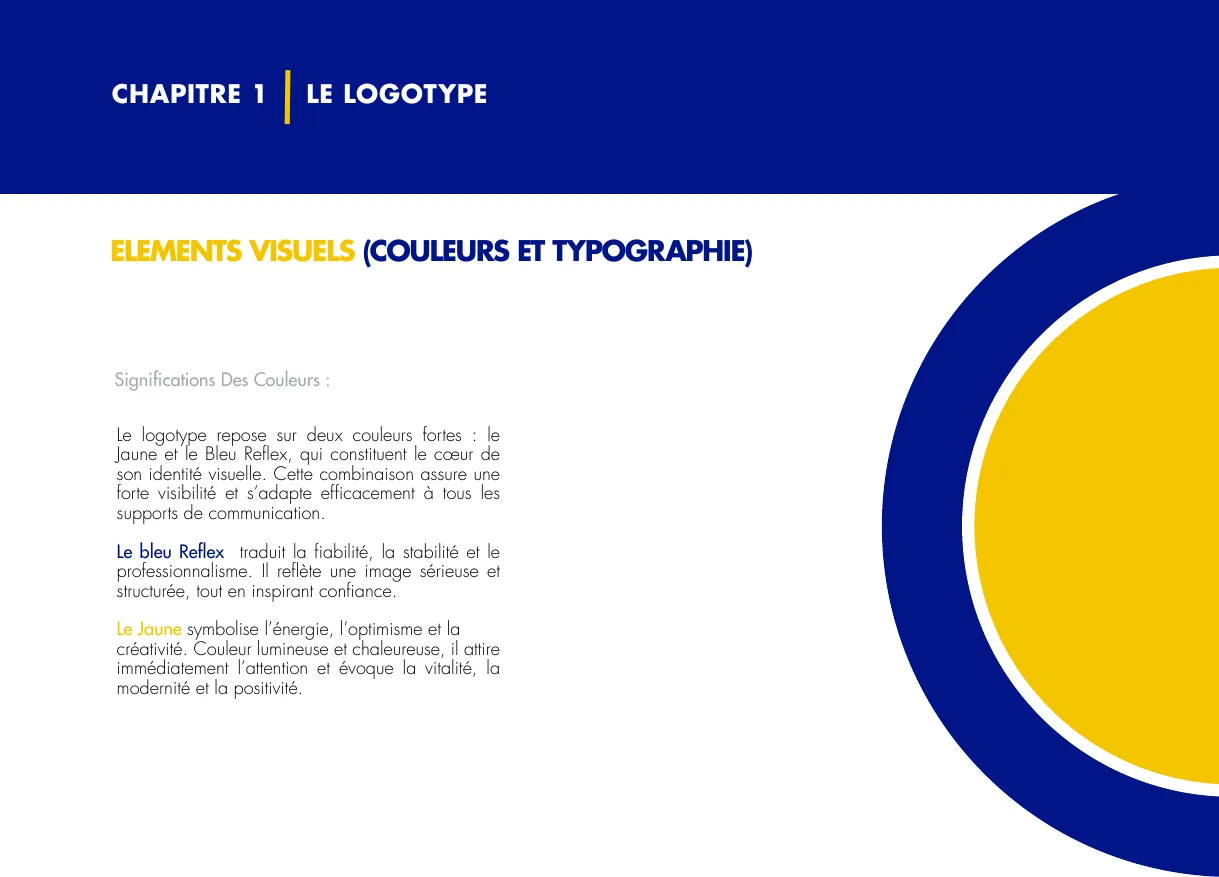 CHAPITRE 1 | LE LOGOTYPE
ELEMENTS VISUELS (COULEURS ET TYPOGRAPHIE)
Significations Des Couleurs :
Le logotype repose sur deux couleurs fortes : le
Jaune et le Bleu Reflex, qui constituent le cœur de
son identité visuelle. Cette combinaison assure une
forte visibilité et s’adapte efficacement à tous les
supports de communication.
Le bleu Reflex traduit la fiabilité, la stabilité et le
professionnalisme. Il reflète une image sérieuse et
structurée, tout en inspirant confiance.
Le Jaune symbolise l’énergie, l’optimisme et la
créativité. Couleur lumineuse et chaleureuse, il attire
immédiatement l’attention et évoque la vitalité, la
modernité et la positivité.